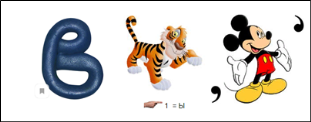 В , ,
1 = Ы